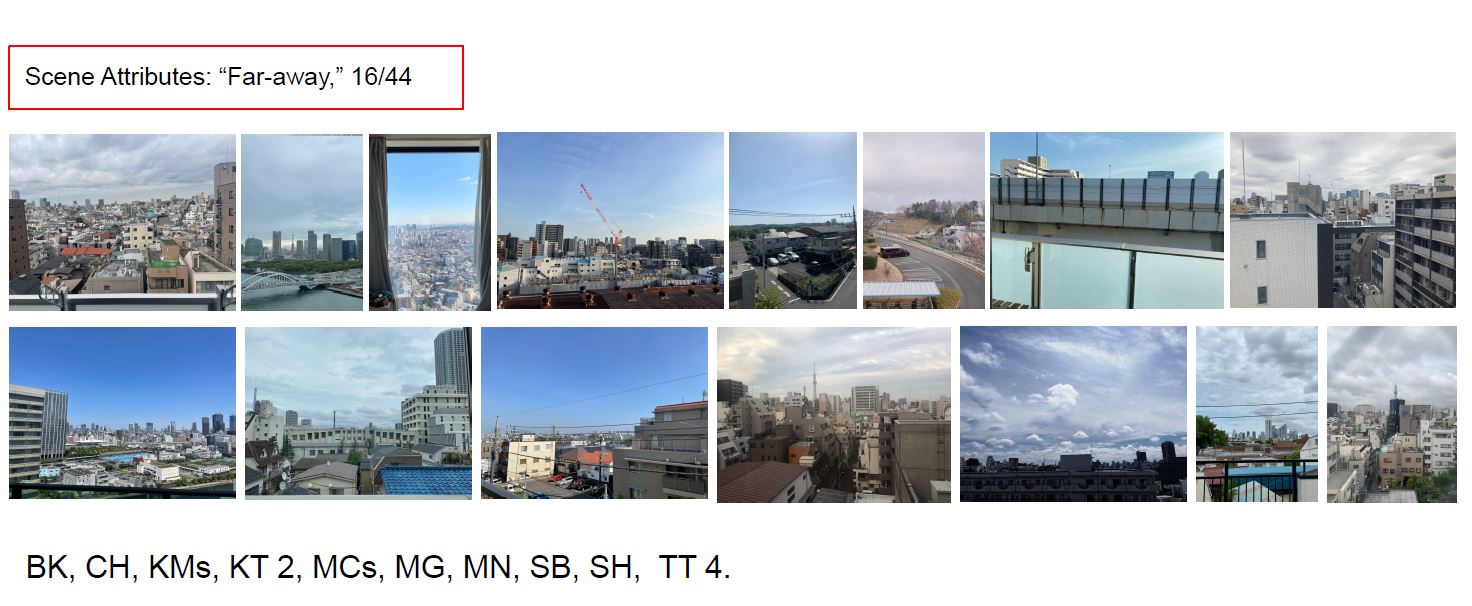 Scene Attributes: “Far-away,” 16/44
BK, CH, KMs, KT 2, MCs, MG, MN, SB, SH,  TT 4.